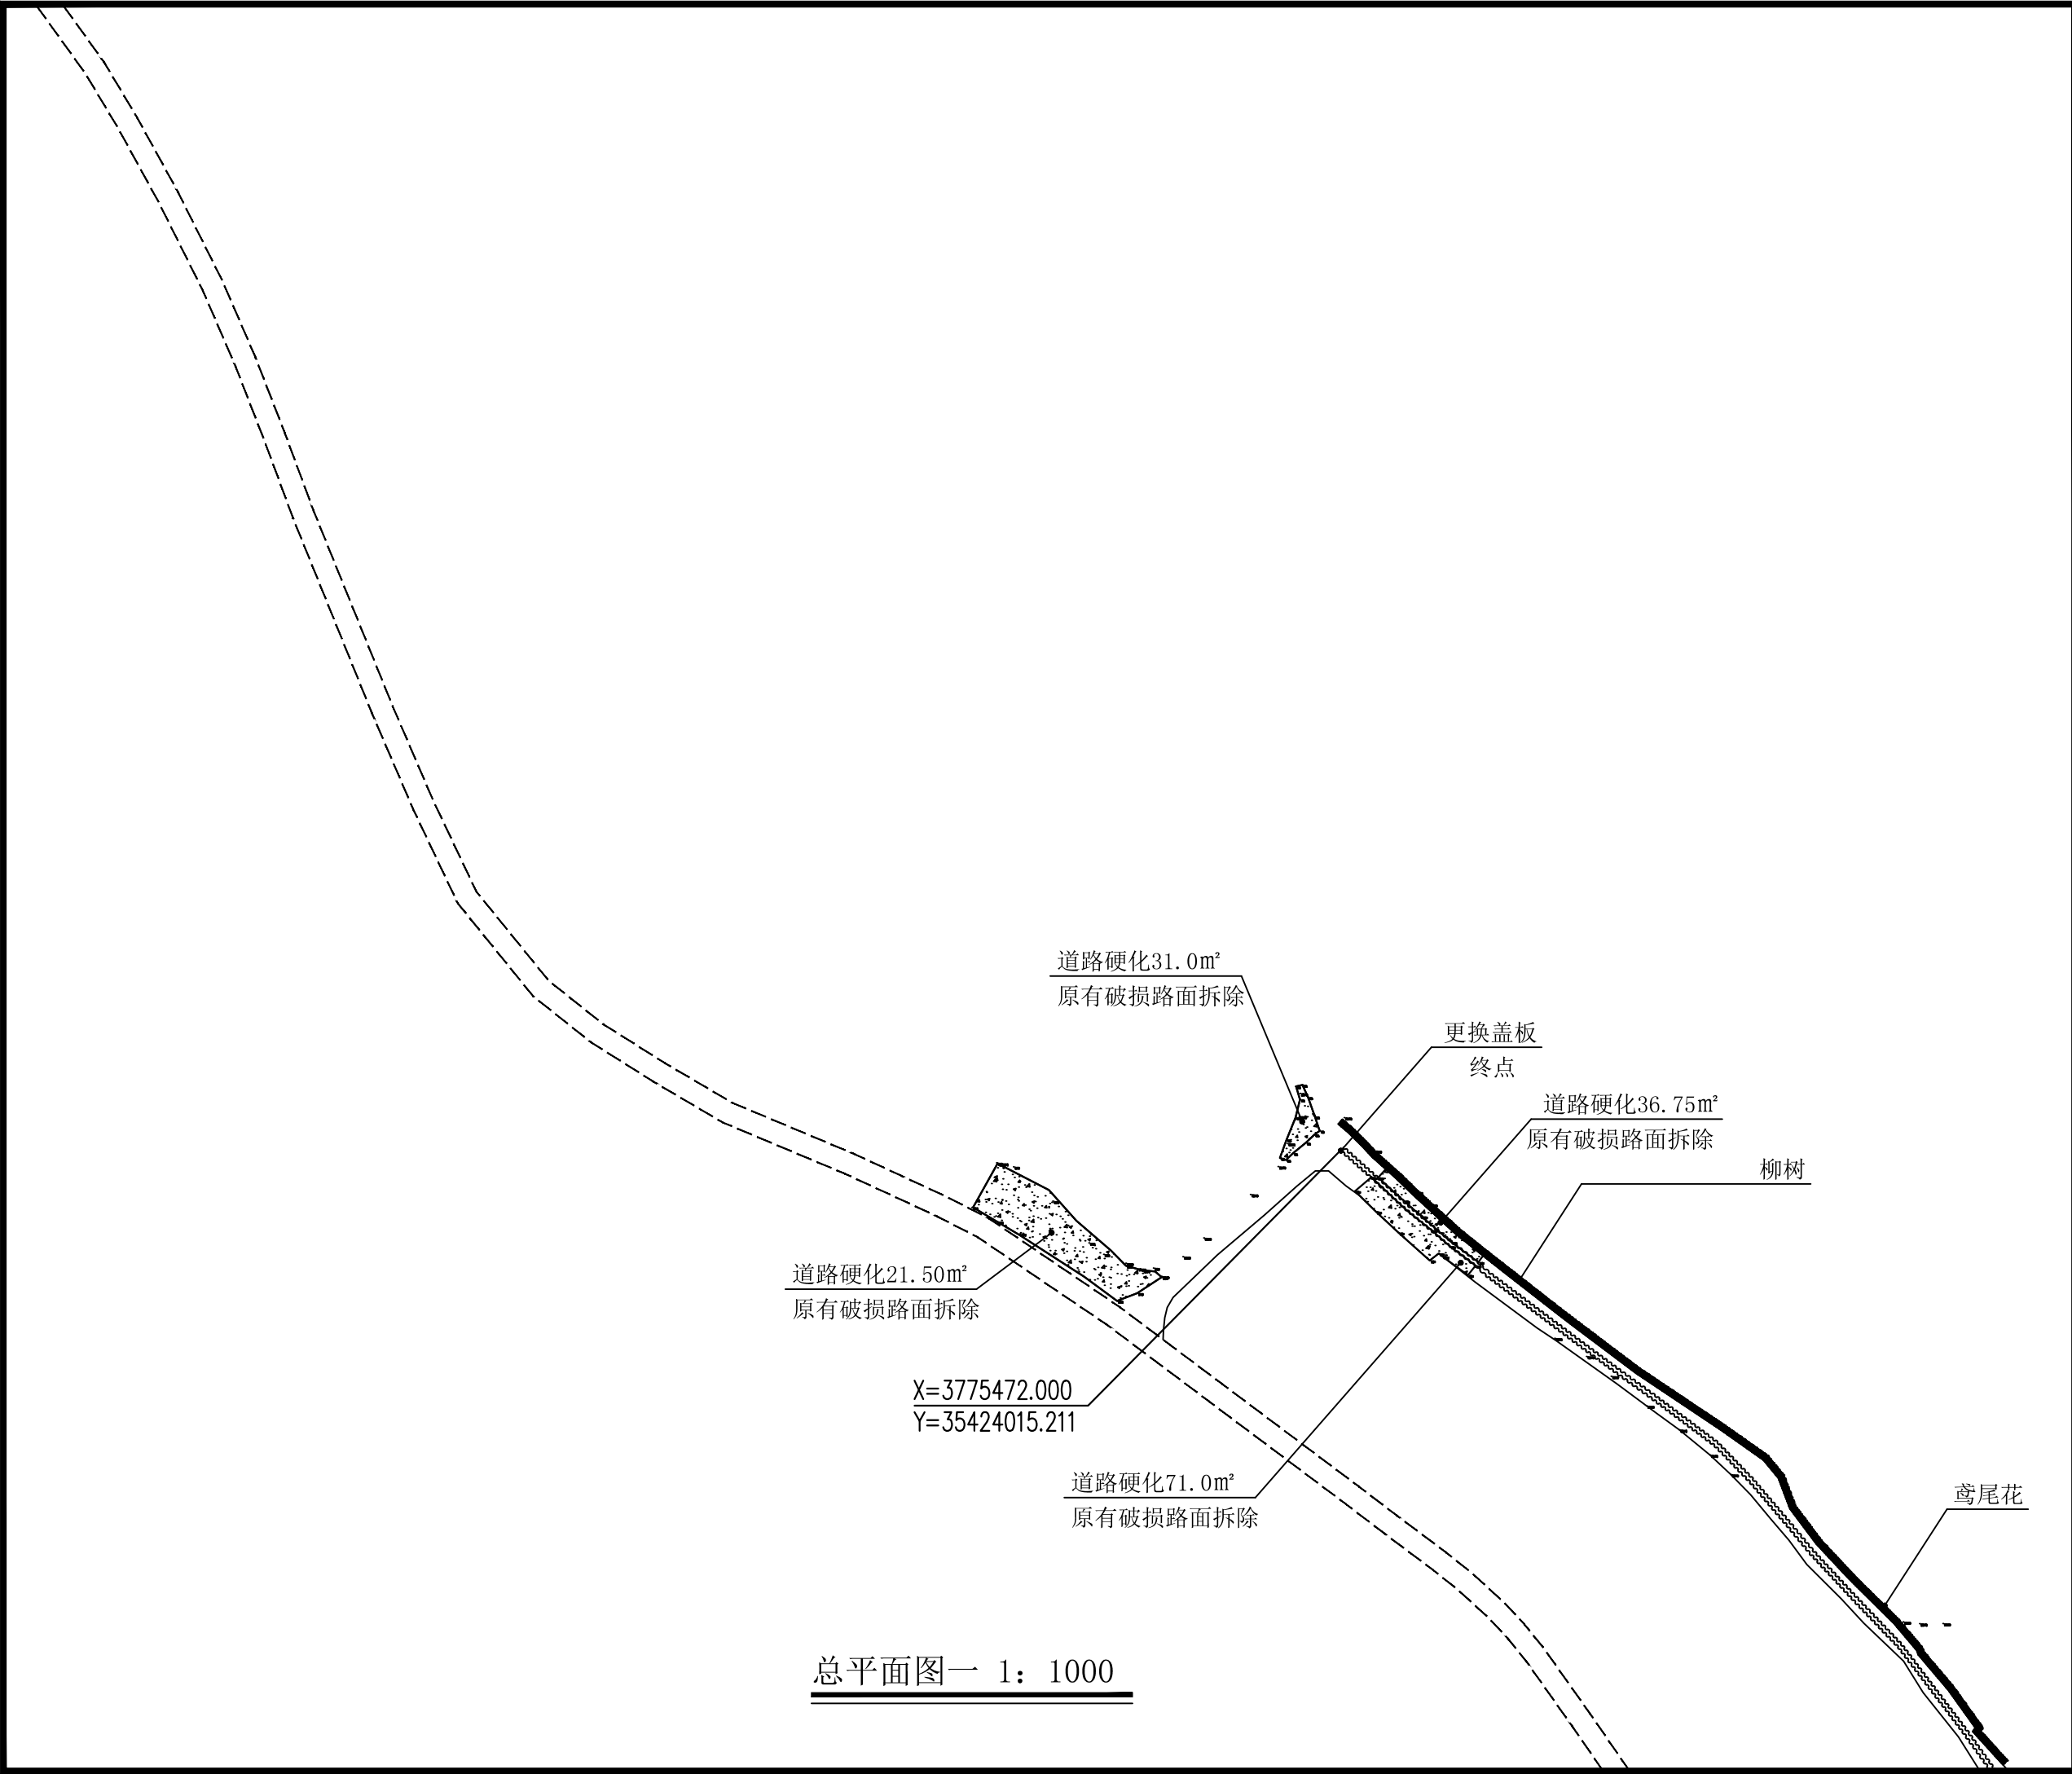 道路硬化31.0㎡
原有破损路面拆除
更换盖板
终点
道路硬化36.75㎡
原有破损路面拆除
柳树
道路硬化21.50㎡
原有破损路面拆除
X=3775472.000
Y=35424015.211
道路硬化71.0㎡
原有破损路面拆除
鸢尾花
总平面图一 1：1000